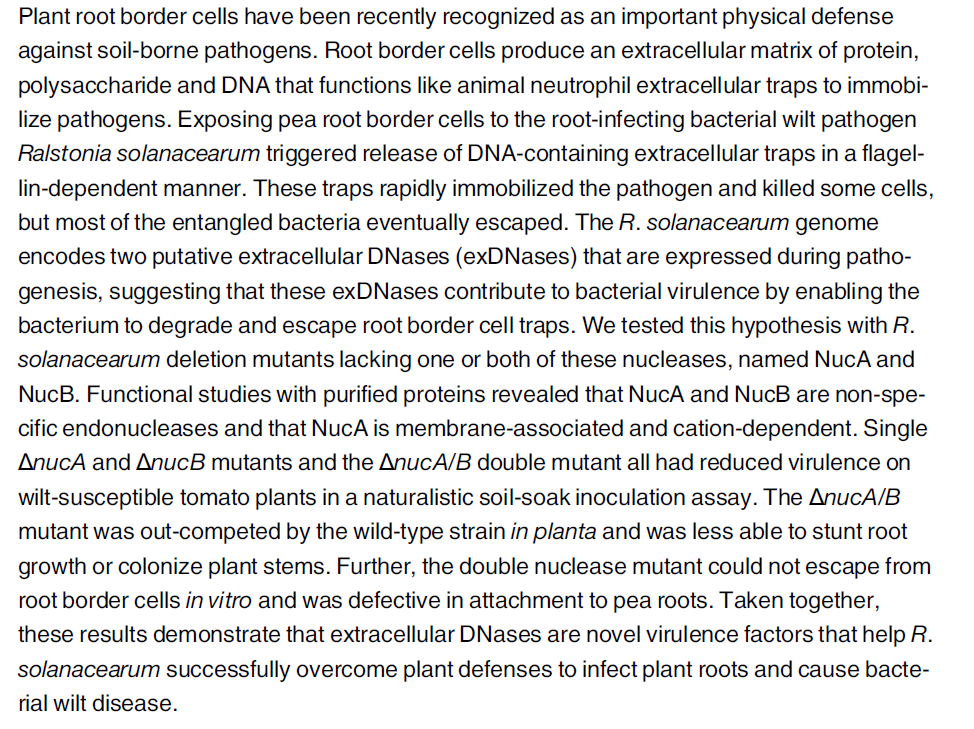 Plant root border cells have been recently recognized as an important physical defense
against soil-borne pathogens. Root border cells produce an extracellular matrix of protein,
polysaccharide and DNA that functions like animal neutrophil extracellular traps to immobi-
lize pathogens. Exposing pea root border cells to the root-infecting bacterial wilt pathogen
Ralstonia solanacearum triggered release of DNA-containing extracellular traps in a flagel-
lin-dependent manner. These traps rapidly immobilized the pathogen and killed some cells,
but most of the entangled bacteria eventually escaped. The R. solanacearum genome
encodes two putative extracellular DNases (exDNases) that are expressed during patho-
genesis, suggesting that these exDNases contribute to bacterial virulence by enabling the
bacterium to degrade and escape root border cell traps. We tested this hypothesis with R.
solanacearum deletion mutants lacking one or both of these nucleases, named NucA and
NucB. Functional studies with purified proteins revealed that NucA and NucB are non-spe-
cific endonucleases and that NucA is membrane-associated and cation-dependent. Single
ΔnucA and ΔnucB mutants and the ΔnucA/B double mutant all had reduced virulence on
wilt-susceptible tomato plants in a naturalistic soil-soak inoculation assay. The ΔnucA/B
mutant was out-competed by the wild-type strain in planta and was less able to stunt root
growth or colonize plant stems. Further, the double nuclease mutant could not escape from
root border cells in vitro and was defective in attachment to pea roots. Taken together,
these results demonstrate that extracellular DNases are novel virulence factors that help R.
solanacearum successfully overcome plant defenses to infect plant roots and cause bacte-
rial wilt disease.